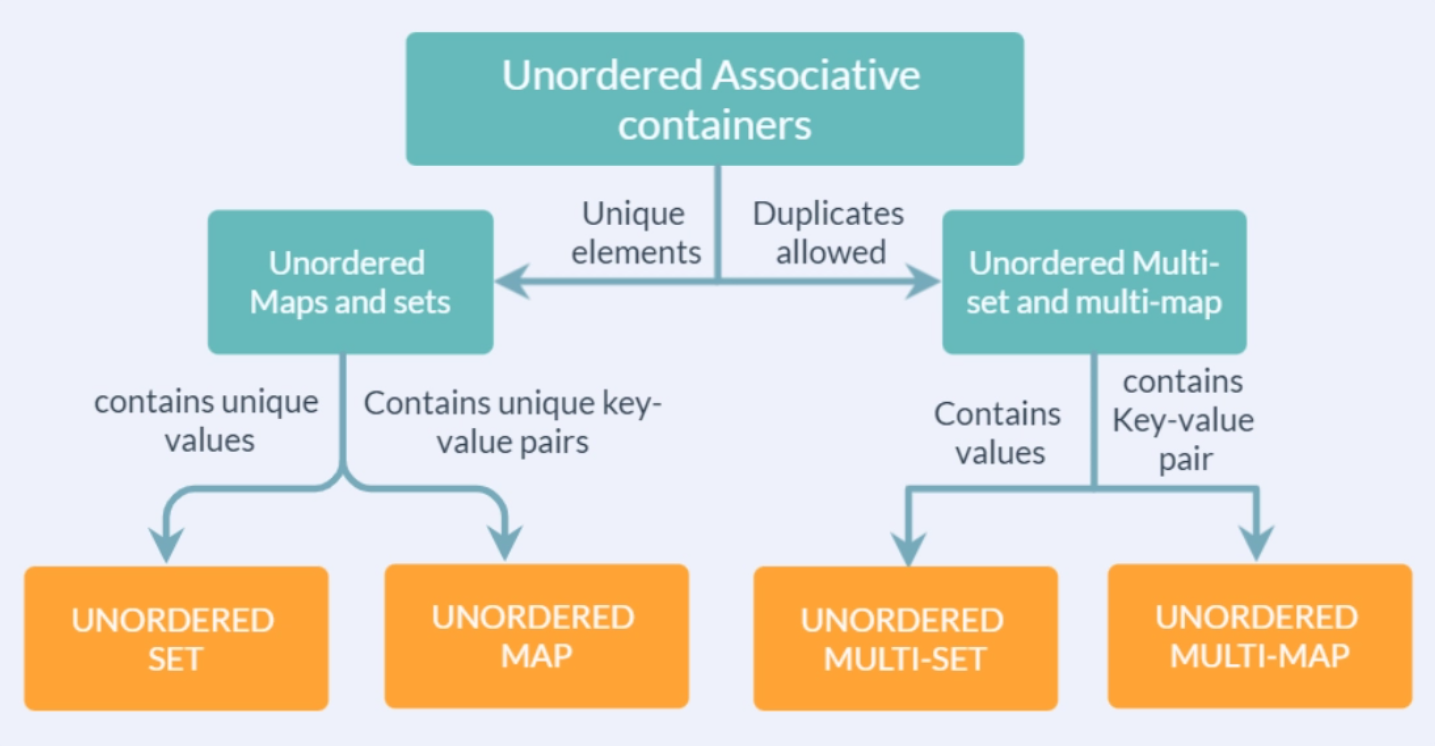 Unordered Associative
containers
Unique
elements
Duplicates
allowed
Unordered
Maps and sets
Unordered Multi-
set and multi-map
contains unique
values
Contains unique key-
value pairs
Contains
values
contains
Key-value
pair
UNORDERED
SET
UNORDERED
MAP
UNORDERED
MULTI-SET
UNORDERED
MULTI-MAP